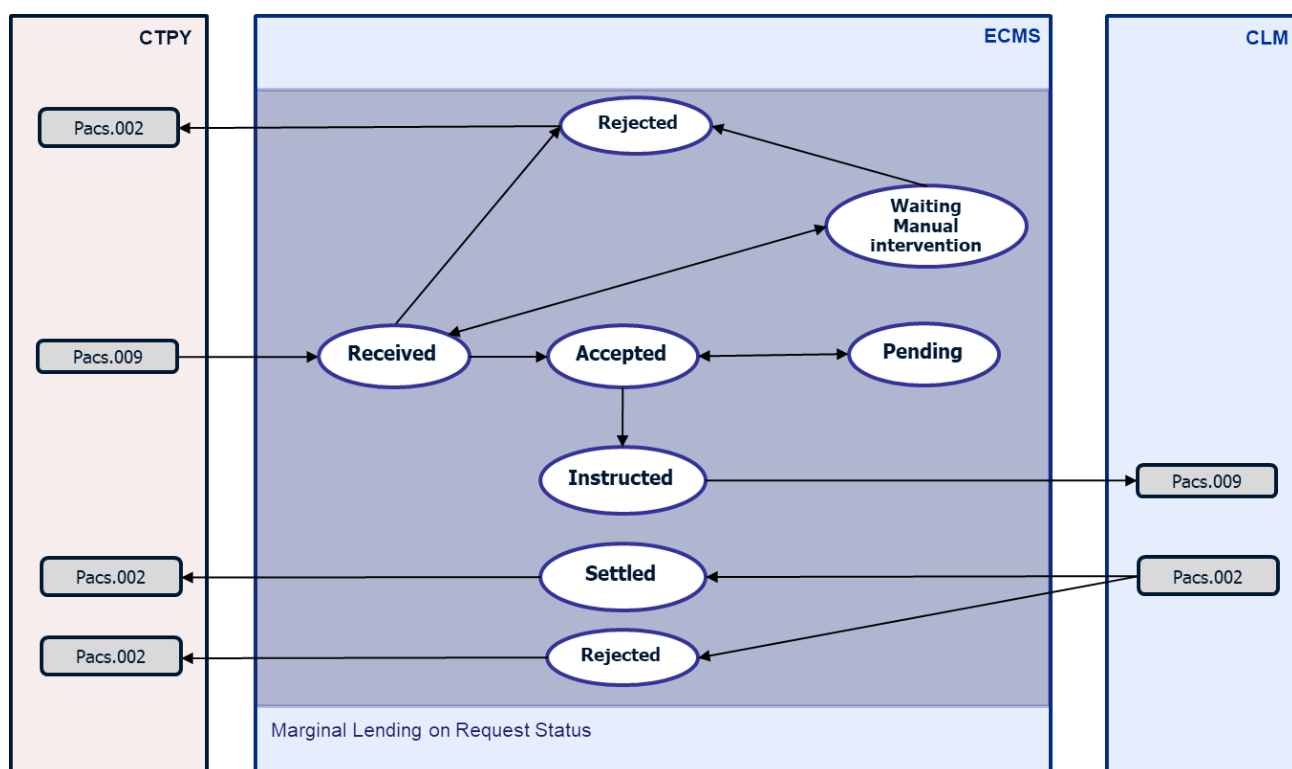 CTPY
ECMS
CLM
Pacs.002
Rejected
Waiting
Manual
intervention
Pacs.009
Received
Accepted
Pending
Instructed
Pacs.009
Pacs.002
Settled
Pacs.002
Pacs.002
Rejected
Marginal Lending on Request Status